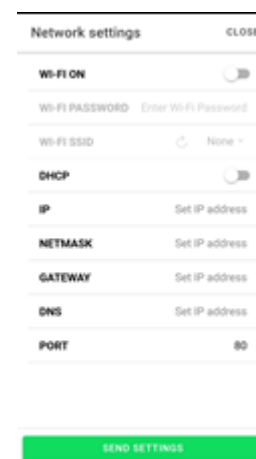 Network settings CLOSE
WI-FI ON
WI-FI PASSWORD Enter Wi-Fi Password
WI-FI SSID None
DHCP
IP Set IP address
NETMASK Set IP address
GATEWAY Set IP address
DNS Set IP address
PORT 80
SEND SETTINGS